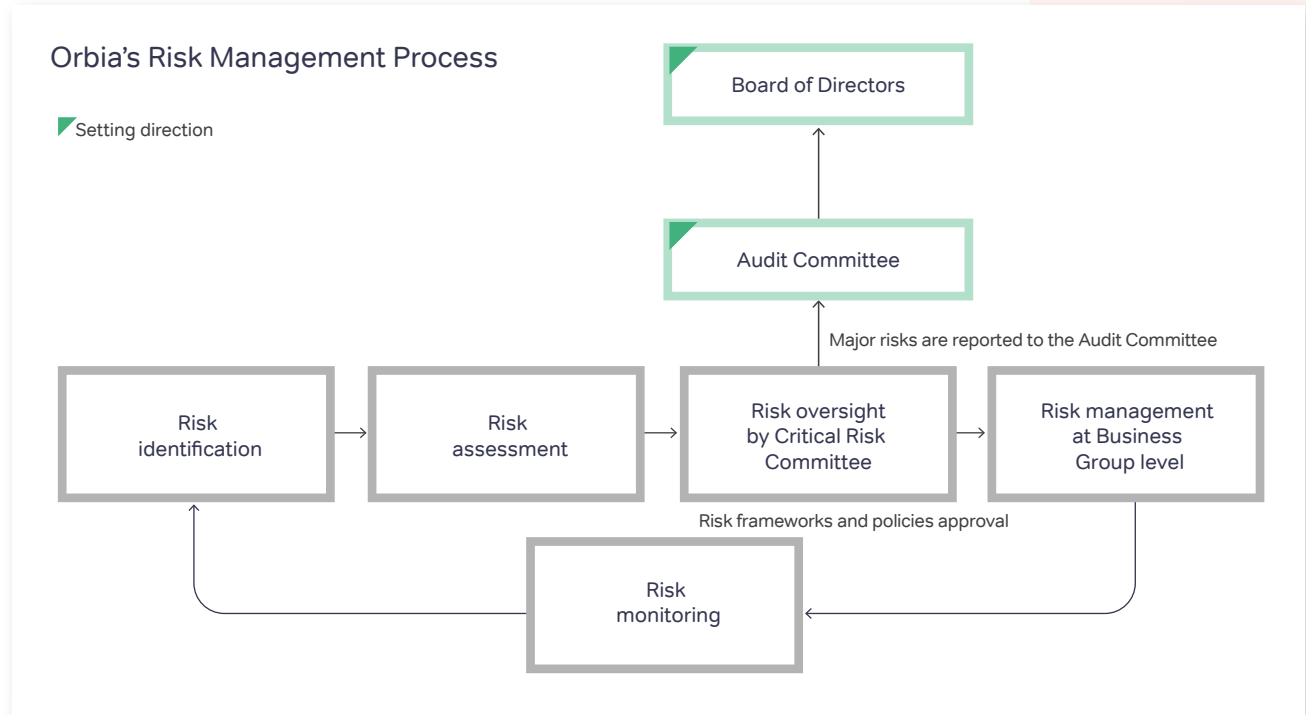 Orbia’s Risk Management Process
Setting direction
Board of Directors
Audit Committee
Major risks are reported to the Audit Committee
Risk
identification
Risk
assessment
Risk oversight
by Critical Risk
Committee
Risk management
at Business
Group level
Risk frameworks and policies approval
Risk
monitoring